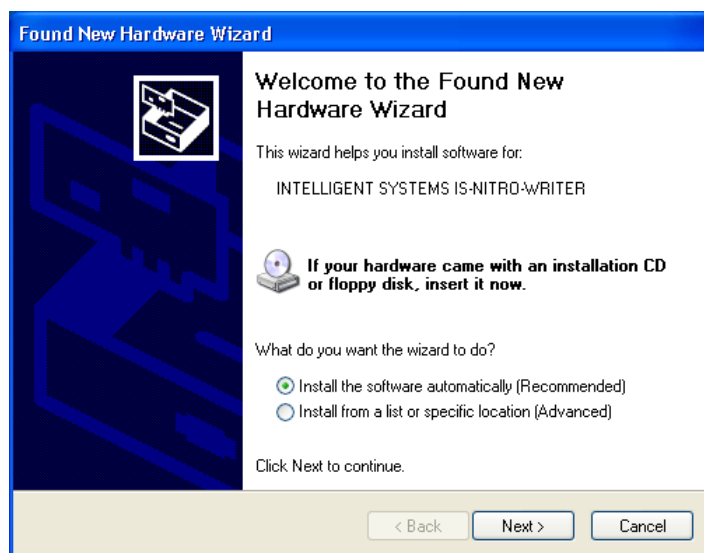 Found New Hardware Wizard
Welcome to the Found New
Hardware Wizard
This wizard helps you install software for:
INTELLIGENT SYSTEMS IS-NITRO-WRITER
If your hardware came with an installation CD
or floppy disk, insert it now.
What do you want the wizard to do?
Install the software automatically (Recommended)
Install from a list or specific location (Advanced)
Click Next to continue.
< Back Next > Cancel